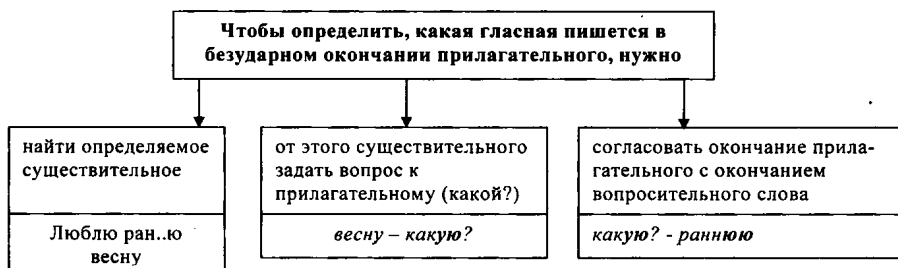 Чтобы определить, какая гласная пишется в
безударном окончании прилагательного, нужно
найти определяемое
существительное
Люблю ран..ю
весну
от этого существительного
задать вопрос к
прилагательному (какой?)
весну – какую?
согласовать окончание прила-
гательного с окончанием
вопросительного слова
какую? - раннюю